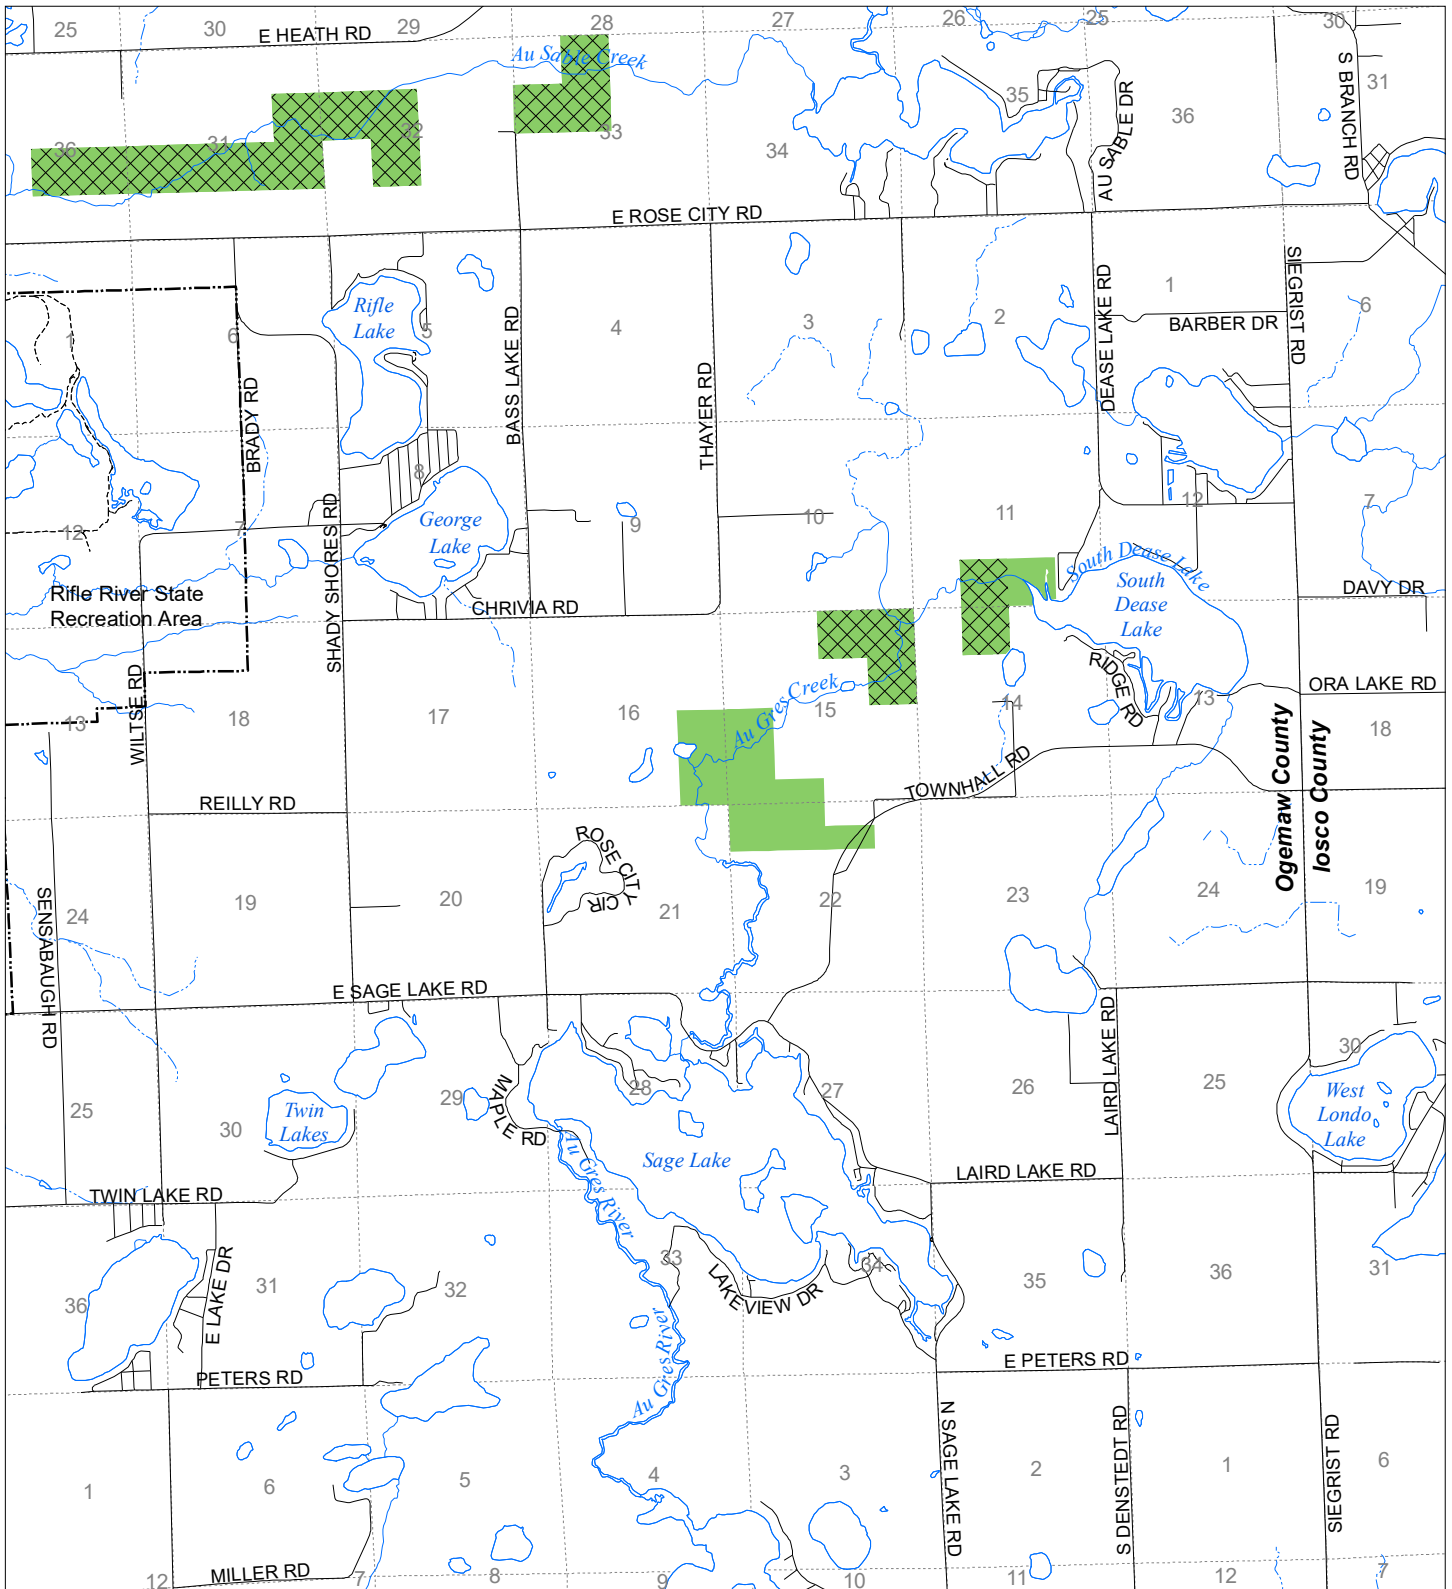 25
30
E HEATH RD
29
28
27
26
25
30
Au Sable Creek
S BRANCH RD
31
35
AU SABLE DR
36
36
31
32
33
34
E ROSE CITY RD
SIEGRIST RD
1
6
Rifle
Lake
5
BASS LAKE RD
4
3
2
DEASE LAKE RD
1
BARBER DR
6
BRADY RD
THAYER RD
8
12
7
SHADY SHORES RD
George
Lake
9
10
11
12
7
South Dease Lake
South
Dease
Lake
Rifle River State
Recreation Area
CHRIVIA RD
DAVY DR
WILTSE RD
RIDGE RD
ORA LAKE RD
13
18
17
16
Au Gres Creek
15
14
13
18
Ogemaw County
Iosco County
REILLY RD
TOWNHALL RD
ROSE CITY CIR
SENSABAUGH RD
24
19
20
21
22
23
24
19
E SAGE LAKE RD
LAIRD LAKE RD
25
30
Twin
Lakes
29
MAPLE RD
28
27
26
25
30
West
Londo
Lake
Au Gres River
Sage Lake
LAIRD LAKE RD
TWIN LAKE RD
36
E LAKE DR
31
32
33
LAKEVIEW DR
34
35
36
31
Au Gres River
PETERS RD
E PETERS RD
1
6
5
4
3
N SAGE LAKE RD
2
S DENSTEDT RD
1
SIEGRIST RD
6
12
MILLER RD
7
8
9
10
11
12
7